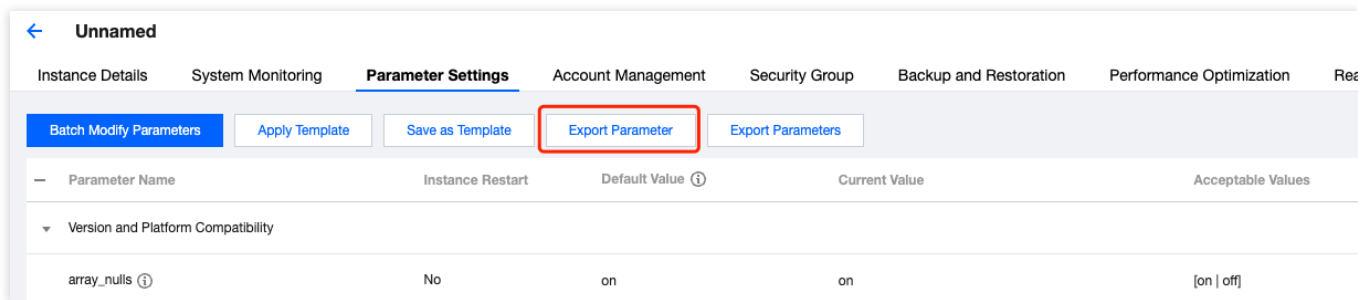 Unnamed
Instance Details System Monitoring Parameter Settings Account Management Security Group Backup and Restoration Performance Optimization Rea
Batch Modify Parameters Apply Template Save as Template Export Parameter Export Parameters
Parameter Name Instance Restart Default Value Current Value Acceptable Values
Version and Platform Compatibility
array_nulls No on on [on | off]